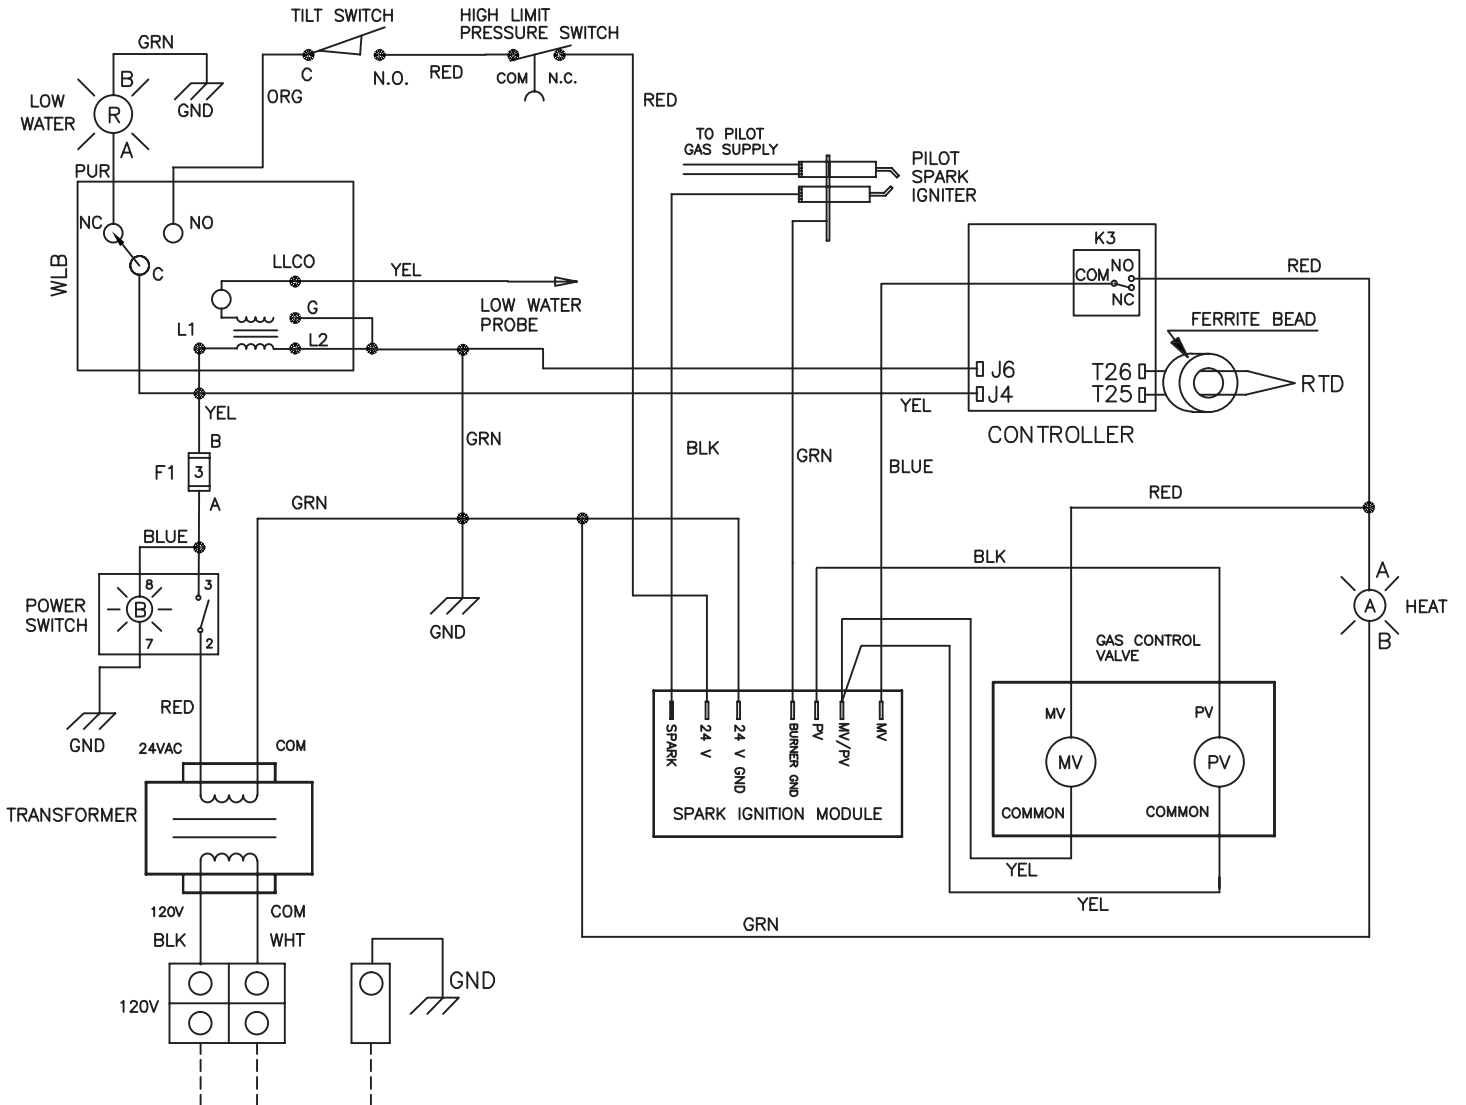 TILT SWITCH
HIGH LIMIT
PRESSURE SWITCH
GRN
B
LOW
WATER
R
GND
A
C
N.O.
RED
COM
N.C.
ORG
RED
PUR
TO PILOT
GAS SUPPLY
PILOT
SPARK
IGNITER
NC
NO
WLB
C
LLCO
YEL
LOW WATER
PROBE
G
L1
L2
K3
COM
NO
NC
RED
FERRITE BEAD
J6
J4
T26
T25
RTD
CONTROLLER
YEL
YEL
B
F1
3
A
GRN
BLK
GRN
BLUE
GRN
RED
BLUE
BLK
POWER
SWITCH
8
3
B
7
2
GND
GND
A
A
HEAT
B
GAS CONTROL
VALVE
RED
GND
24VAC
COM
TRANSFORMER
SPARK
24 V
24 V GND
BURNER GND
PV
MV/PV
MV
SPARK IGNITION MODULE
MV
PV
MV
PV
COMMON
COMMON
YEL
YEL
GRN
120V
COM
BLK
WHT
120V
GND